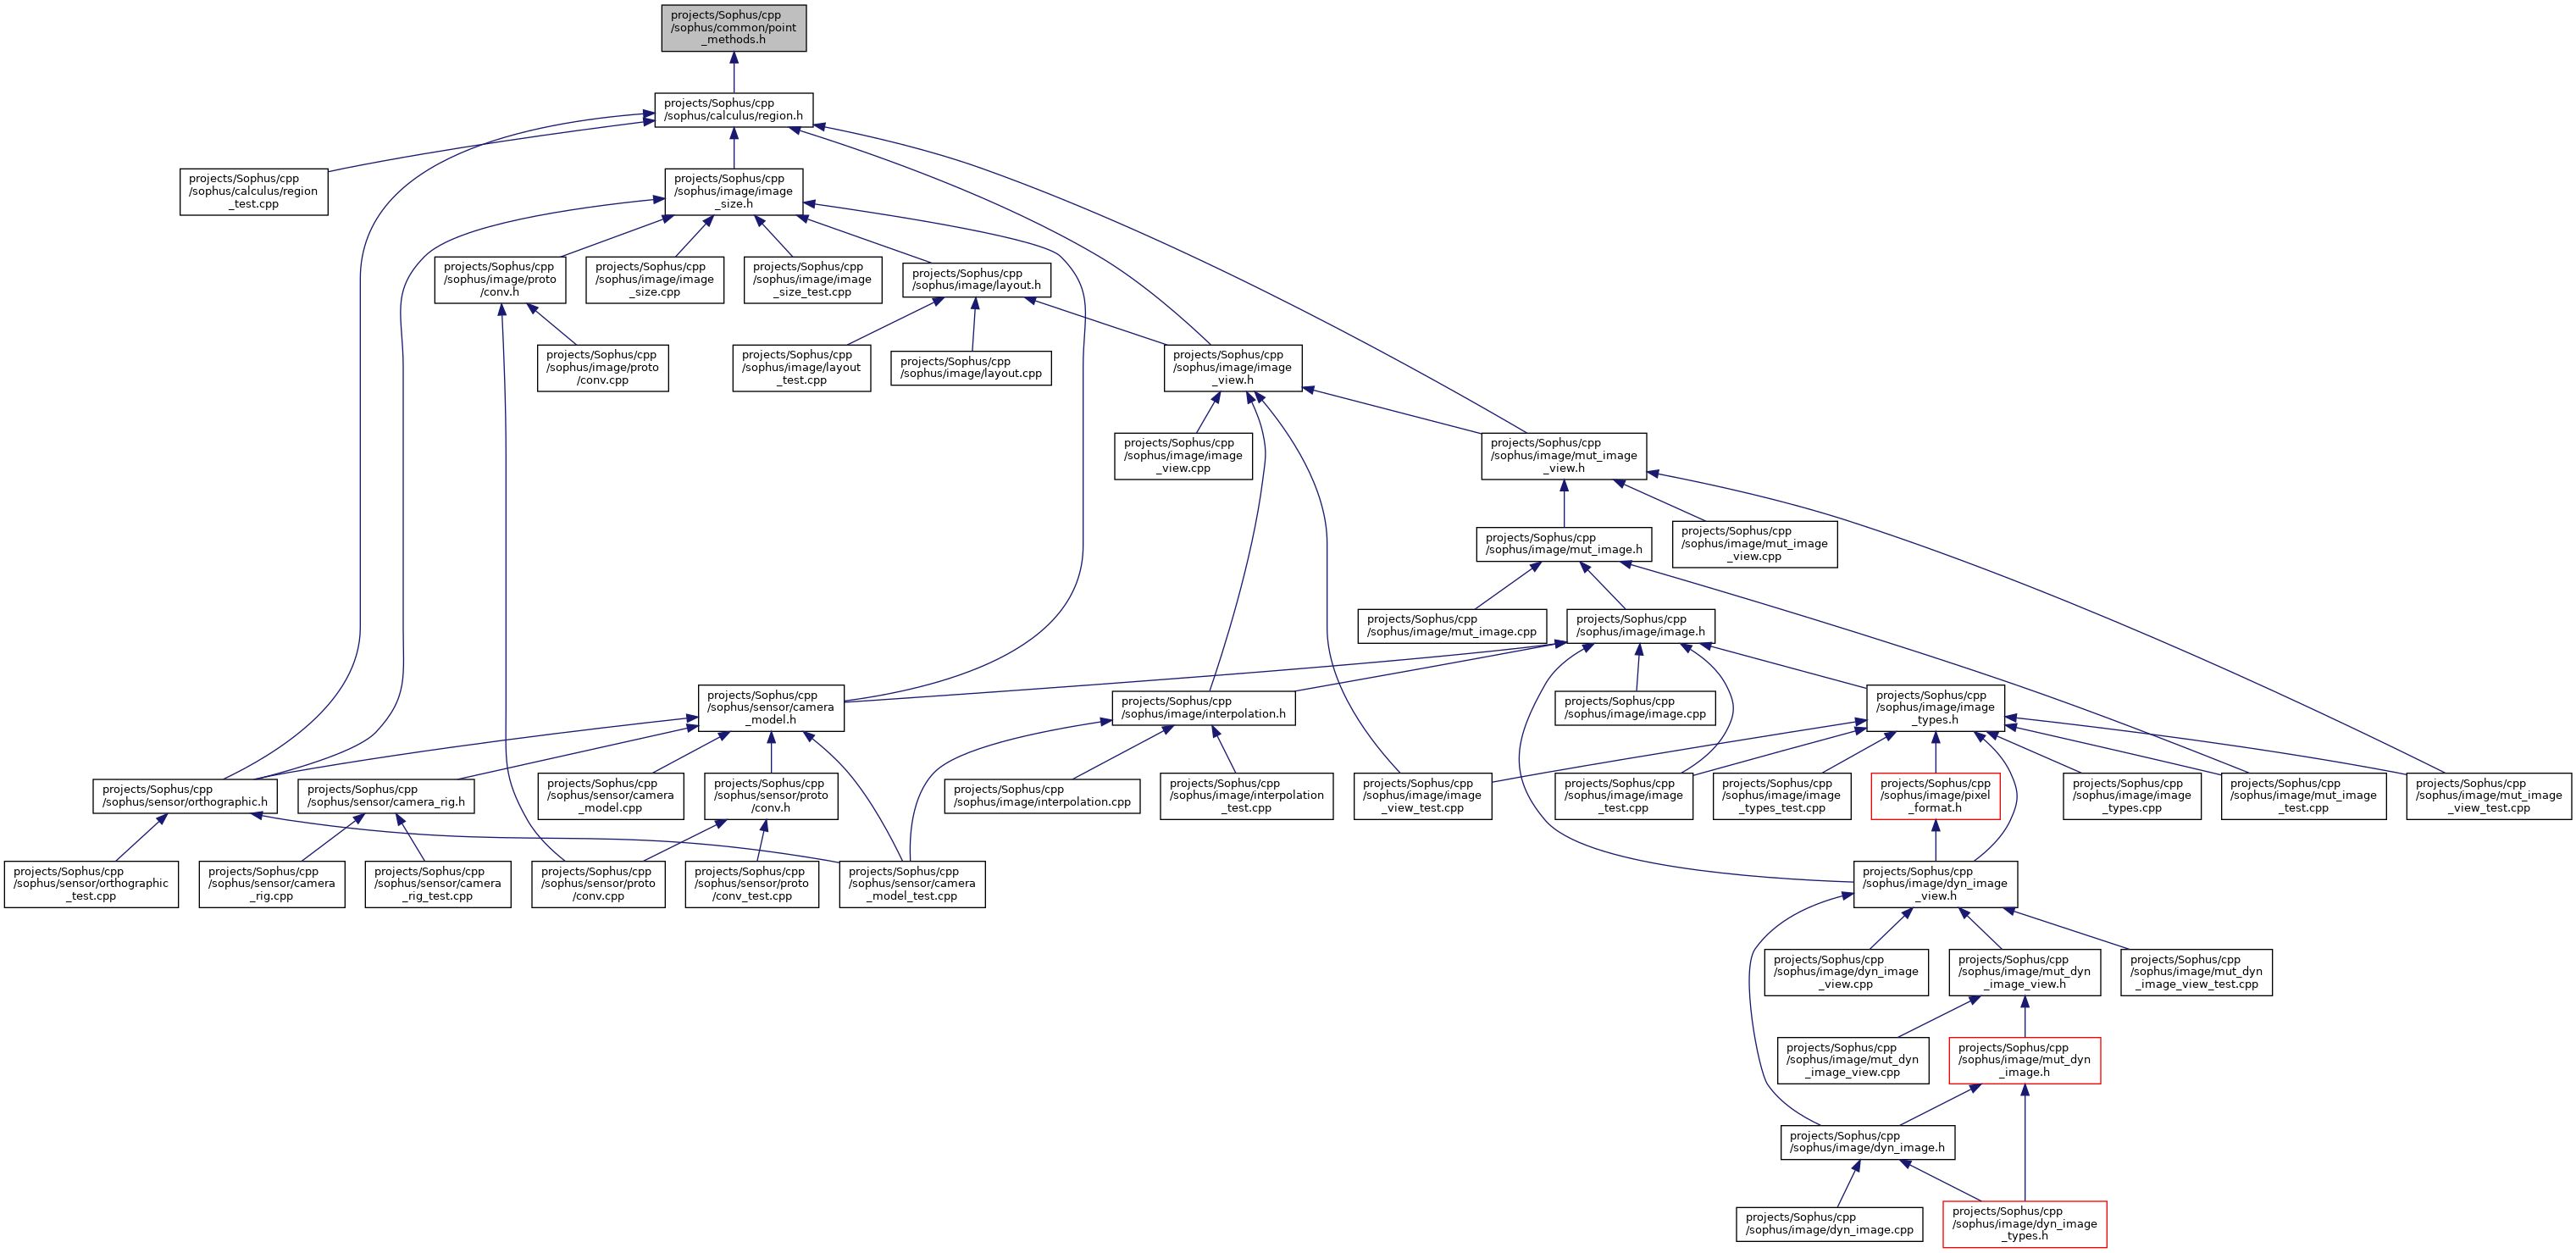 projects/Sophus/cpp
/sophus/common/point
_methods.h
projects/Sophus/cpp
/sophus/calculus/region.h
projects/Sophus/cpp
/sophus/calculus/region
_test.cpp
projects/Sophus/cpp
/sophus/image/image
_size.h
projects/Sophus/cpp
/sophus/image/proto
/conv.h
projects/Sophus/cpp
/sophus/image/image
_size.cpp
projects/Sophus/cpp
/sophus/image/image
_size_test.cpp
projects/Sophus/cpp
/sophus/image/layout.h
projects/Sophus/cpp
/sophus/image/proto
/conv.cpp
projects/Sophus/cpp
/sophus/image/layout
_test.cpp
projects/Sophus/cpp
/sophus/image/layout.cpp
projects/Sophus/cpp
/sophus/image/image
_view.h
projects/Sophus/cpp
/sophus/image/image
_view.cpp
projects/Sophus/cpp
/sophus/image/mut_image
_view.h
projects/Sophus/cpp
/sophus/image/mut_image.h
projects/Sophus/cpp
/sophus/image/mut_image
_view.cpp
projects/Sophus/cpp
/sophus/image/mut_image.cpp
projects/Sophus/cpp
/sophus/image/image.h
projects/Sophus/cpp
/sophus/sensor/camera
_model.h
projects/Sophus/cpp
/sophus/image/interpolation.h
projects/Sophus/cpp
/sophus/image/image.cpp
projects/Sophus/cpp
/sophus/image/image
_types.h
projects/Sophus/cpp
/sophus/sensor/orthographic.h
projects/Sophus/cpp
/sophus/sensor/camera_rig.h
projects/Sophus/cpp
/sophus/sensor/camera
_model.cpp
projects/Sophus/cpp
/sophus/sensor/proto
/conv.h
projects/Sophus/cpp
/sophus/image/interpolation.cpp
projects/Sophus/cpp
/sophus/image/interpolation
_test.cpp
projects/Sophus/cpp
/sophus/image/image
_view_test.cpp
projects/Sophus/cpp
/sophus/image/image
_test.cpp
projects/Sophus/cpp
/sophus/image/image
_types_test.cpp
projects/Sophus/cpp
/sophus/image/pixel
_format.h
projects/Sophus/cpp
/sophus/image/image
_types.cpp
projects/Sophus/cpp
/sophus/image/mut_image
_test.cpp
projects/Sophus/cpp
/sophus/image/mut_image
_view_test.cpp
projects/Sophus/cpp
/sophus/sensor/orthographic
_test.cpp
projects/Sophus/cpp
/sophus/sensor/camera
_rig.cpp
projects/Sophus/cpp
/sophus/sensor/camera
_rig_test.cpp
projects/Sophus/cpp
/sophus/sensor/proto
/conv.cpp
projects/Sophus/cpp
/sophus/sensor/proto
/conv_test.cpp
projects/Sophus/cpp
/sophus/sensor/camera
_model_test.cpp
projects/Sophus/cpp
/sophus/image/dyn_image
_view.h
projects/Sophus/cpp
/sophus/image/dyn_image
_view.cpp
projects/Sophus/cpp
/sophus/image/mut_dyn
_image_view.h
projects/Sophus/cpp
/sophus/image/mut_dyn
_image_view_test.cpp
projects/Sophus/cpp
/sophus/image/mut_dyn
_image_view.cpp
projects/Sophus/cpp
/sophus/image/mut_dyn
_image.h
projects/Sophus/cpp
/sophus/image/dyn_image.h
projects/Sophus/cpp
/sophus/image/dyn_image.cpp
projects/Sophus/cpp
/sophus/image/dyn_image
_types.h